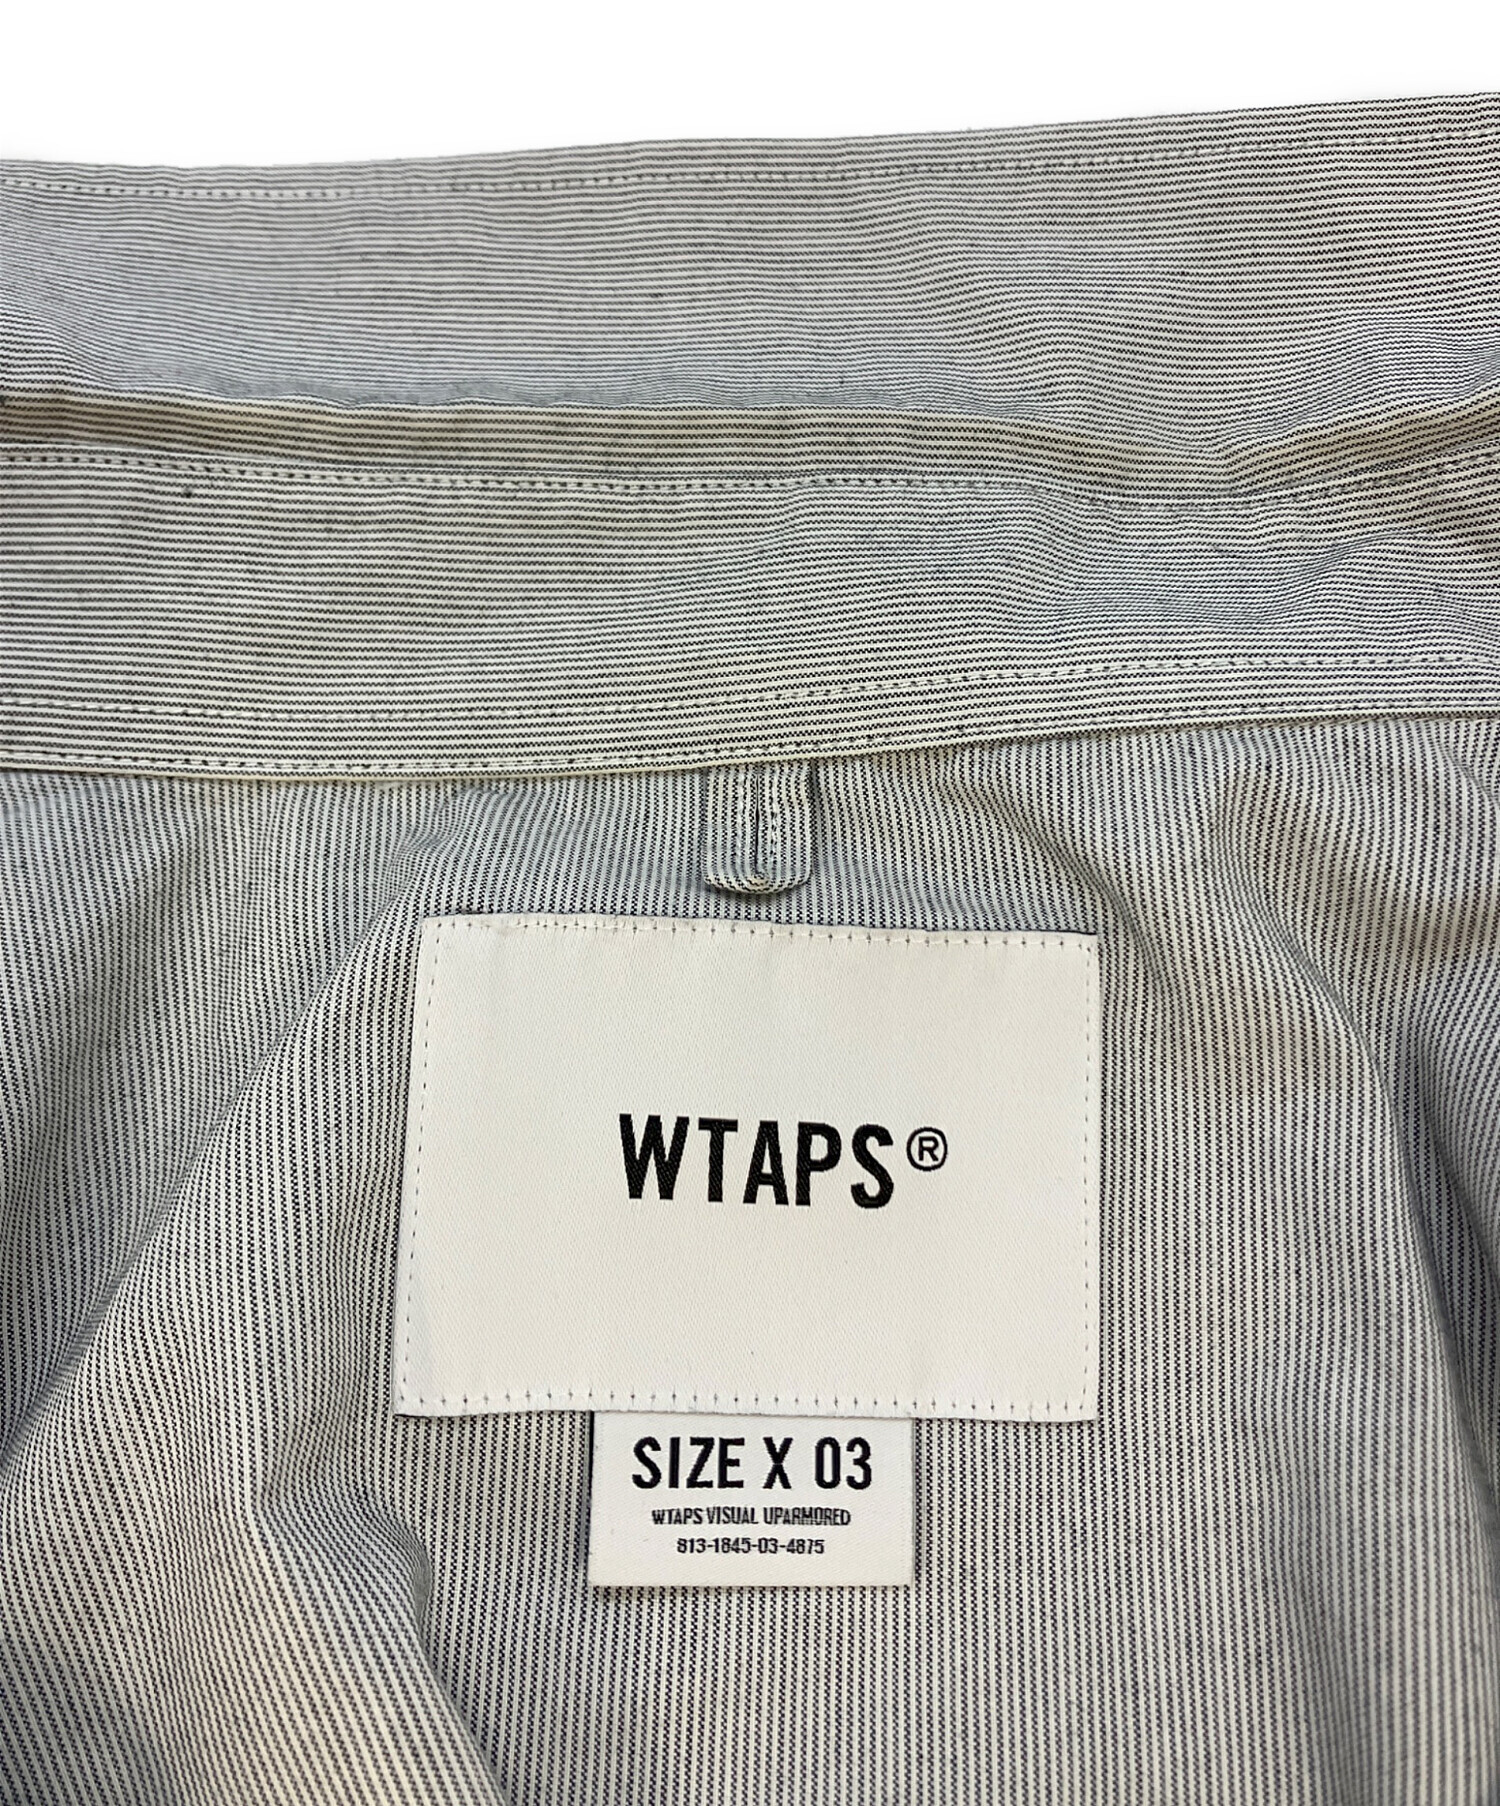 WTAPS®
SIZE X 03
WTAPS VISUAL UPARMORED
813-1845-03-4875